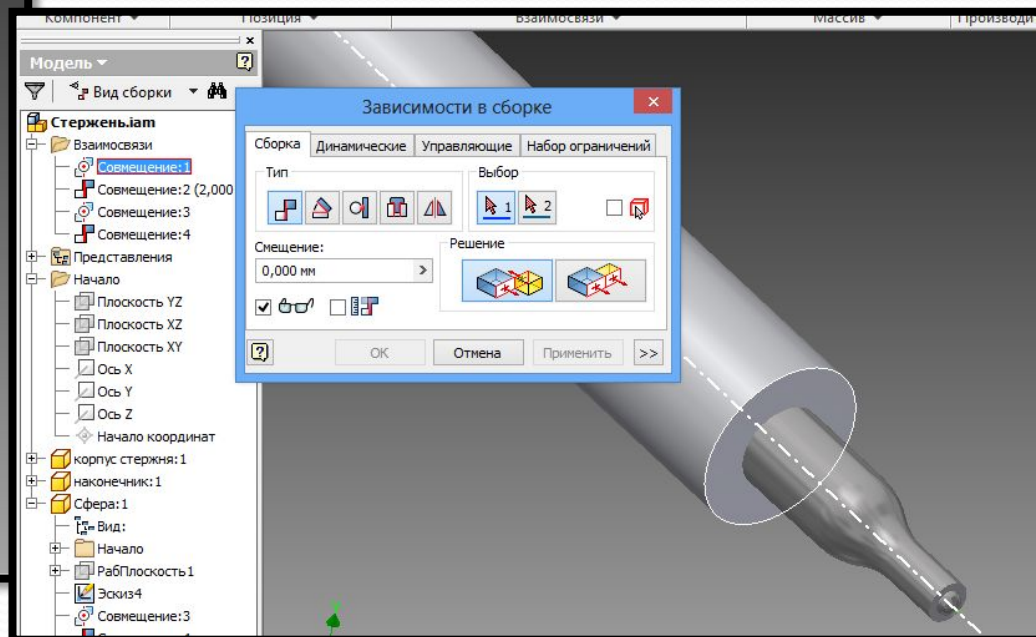 Компонент Позиция Взаимосвязи Массив Производи
Модель
Вид сборки
Стержень.iam
Взаимосвязи
Совмещение:1
Совмещение:2 (2,000
Совмещение:3
Совмещение:4
Представления
Начало
Плоскость YZ
Плоскость XZ
Плоскость XY
Ось X
Ось Y
Ось Z
Начало координат
корпус стержня:1
наконечник:1
Сфера:1
Вид:
Начало
РабПлоскость1
Эскиз4
Совмещение:3
Зависимости в сборке
Сборка Динамические Управляющие Набор ограничений
Тип Выбор
1 2
Смещение: Решение
0,000 мм
ОК Отмена Применить >>